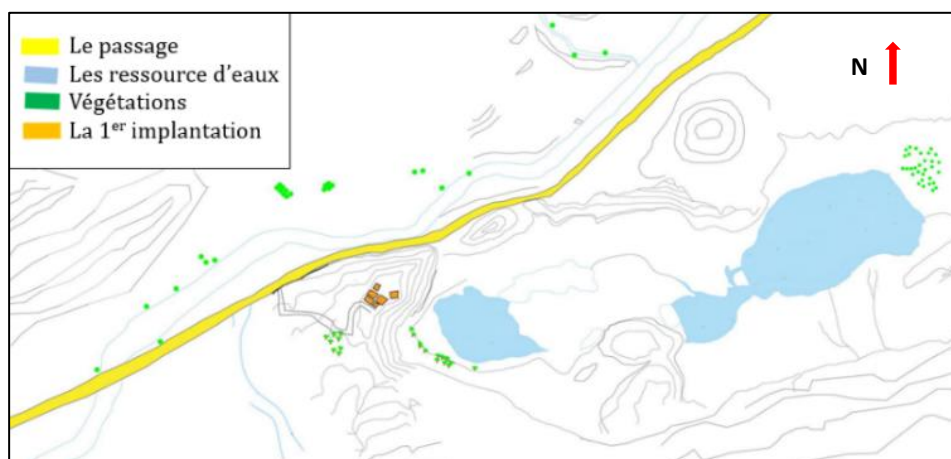 Le passage
Les ressource d'eaux
Végétations
La 1er implantation
N